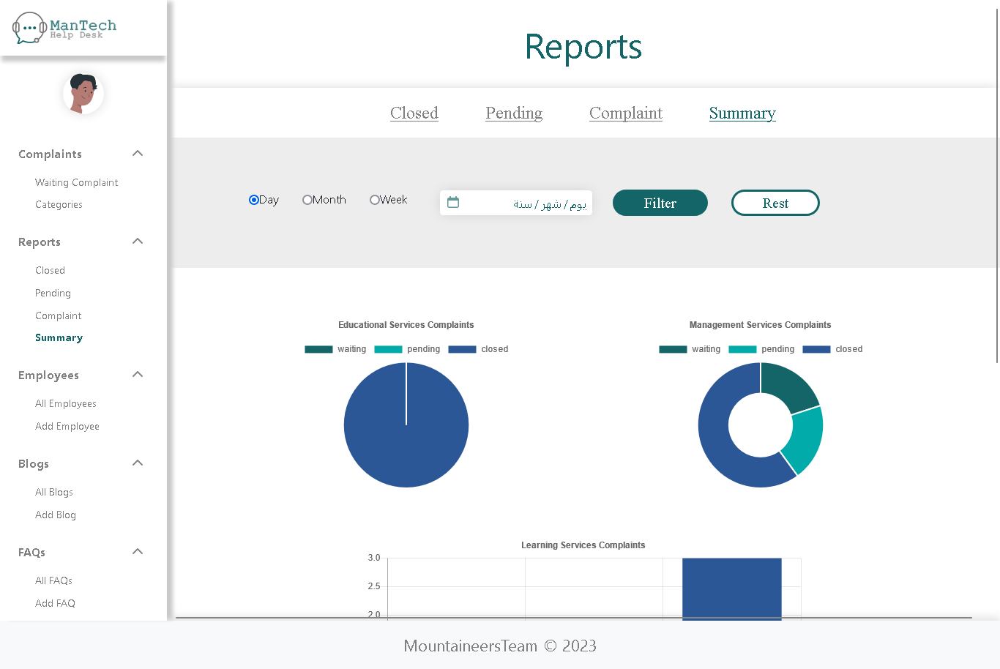 ManTech
Help Desk
Complaints
Waiting Complaint
Categories
Reports
Closed
Pending
Complaint
Summary
Employees
All Employees
Add Employee
Blogs
All Blogs
Add Blog
FAQs
All FAQs
Add FAQ
Reports
Closed Pending Complaint Summary
Day Month Week يوم / شهر / سنة Filter Rest
Educational Services Complaints
waiting pending closed
Management Services Complaints
waiting pending closed
Learning Services Complaints
3.0
2.5
2.0
MountaineersTeam © 2023